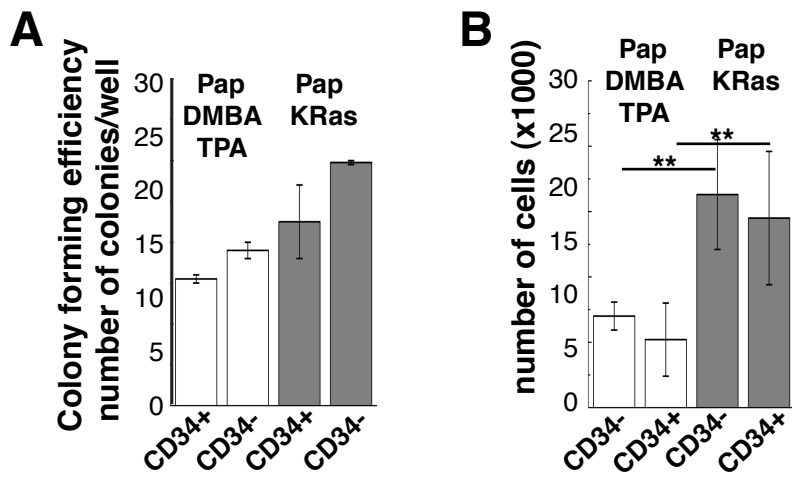 A
Colony forming efficiency
number of colonies/well
30
25
20
15
10
5
0
Pap
DMBA
TPA
Pap
KRas
CD34+
CD34-
CD34+
CD34-
B
number of cells (x1000)
30
25
20
15
10
5
0
Pap
DMBA
TPA
Pap
KRas
**
**
CD34-
CD34+
CD34-
CD34+